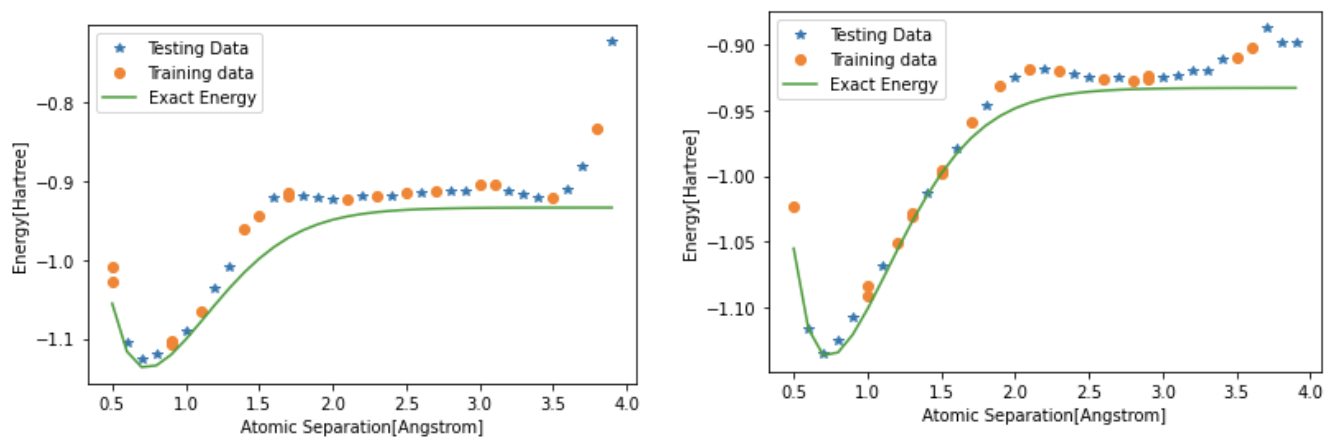 Testing Data
Training data
Exact Energy
−0.8
−0.9
−1.0
−1.1
Energy[Hartree]
0.5 1.0 1.5 2.0 2.5 3.0 3.5 4.0
Atomic Separation[Angstrom]
Testing Data
Training data
Exact Energy
−0.90
−0.95
−1.00
−1.05
−1.10
Energy[Hartree]
0.5 1.0 1.5 2.0 2.5 3.0 3.5 4.0
Atomic Separation[Angstrom]